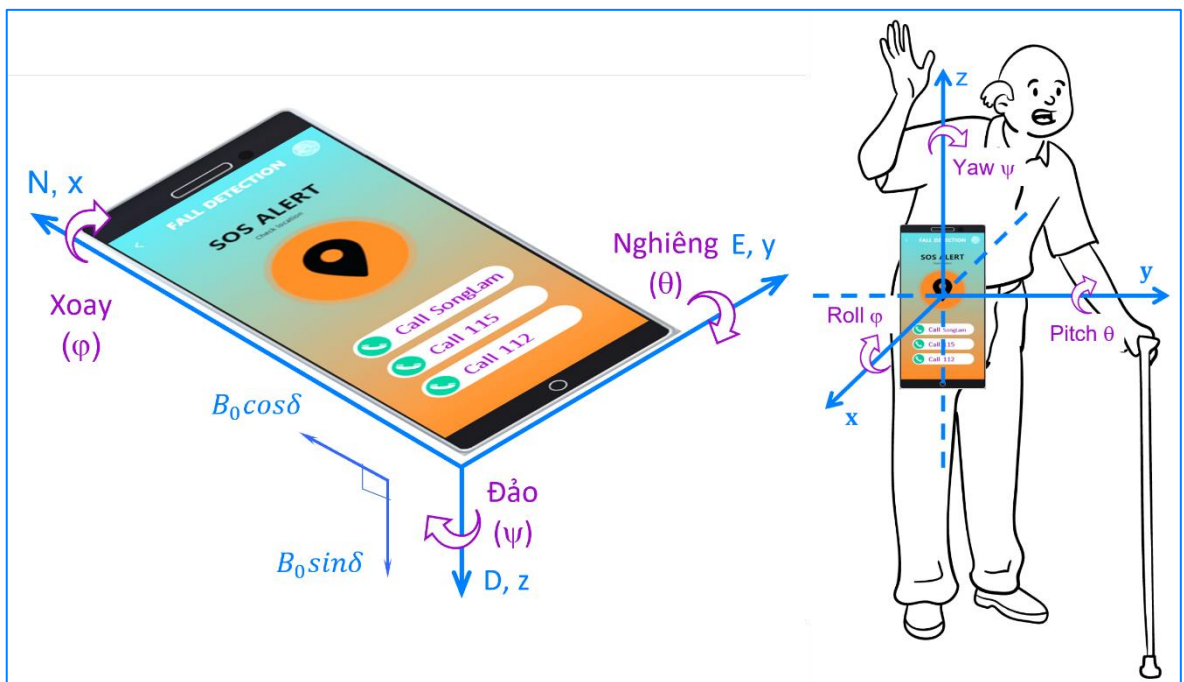 N, x
Xoay
(φ)
FALL DETECTION
SOS ALERT
Check location
Call SongLam
Call 115
Call 112
Nghiêng
(θ)
E, y
B₀cosδ
B₀sinδ
Đảo
(ψ)
D, z
z
Yaw ψ
FALL DETECTION
SOS ALERT
y
Roll φ
Call SongLam
Call 115
Call 112
Pitch θ
x